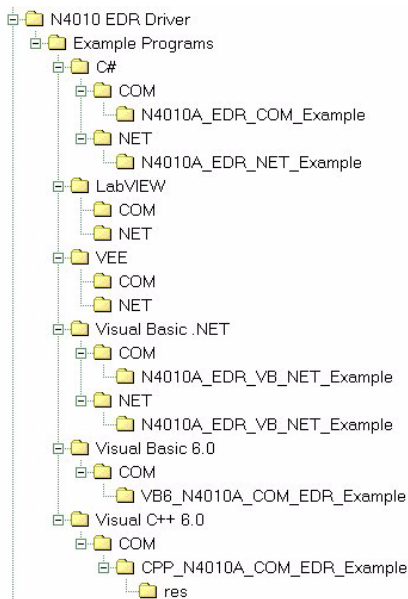 N4010 EDR Driver
Example Programs
C#
COM
N4010A_EDR_COM_Example
NET
N4010A_EDR_NET_Example
LabVIEW
COM
NET
VEE
COM
NET
Visual Basic .NET
COM
N4010A_EDR_VB_NET_Example
NET
N4010A_EDR_VB_NET_Example
Visual Basic 6.0
COM
VB6_N4010A_COM_EDR_Example
Visual C++ 6.0
COM
CPP_N4010A_COM_EDR_Example
res